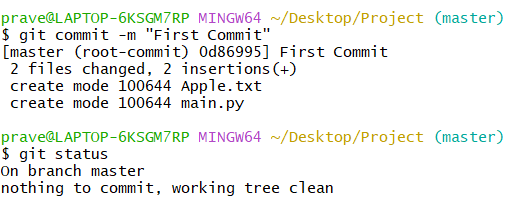 prave@LAPTOP-6KSGM7RP MINGW64 ~/Desktop/Project (master)
$ git commit -m "First Commit"
[master (root-commit) 0d86995] First Commit
 2 files changed, 2 insertions(+)
 create mode 100644 Apple.txt
 create mode 100644 main.py

prave@LAPTOP-6KSGM7RP MINGW64 ~/Desktop/Project (master)
$ git status
On branch master
nothing to commit, working tree clean